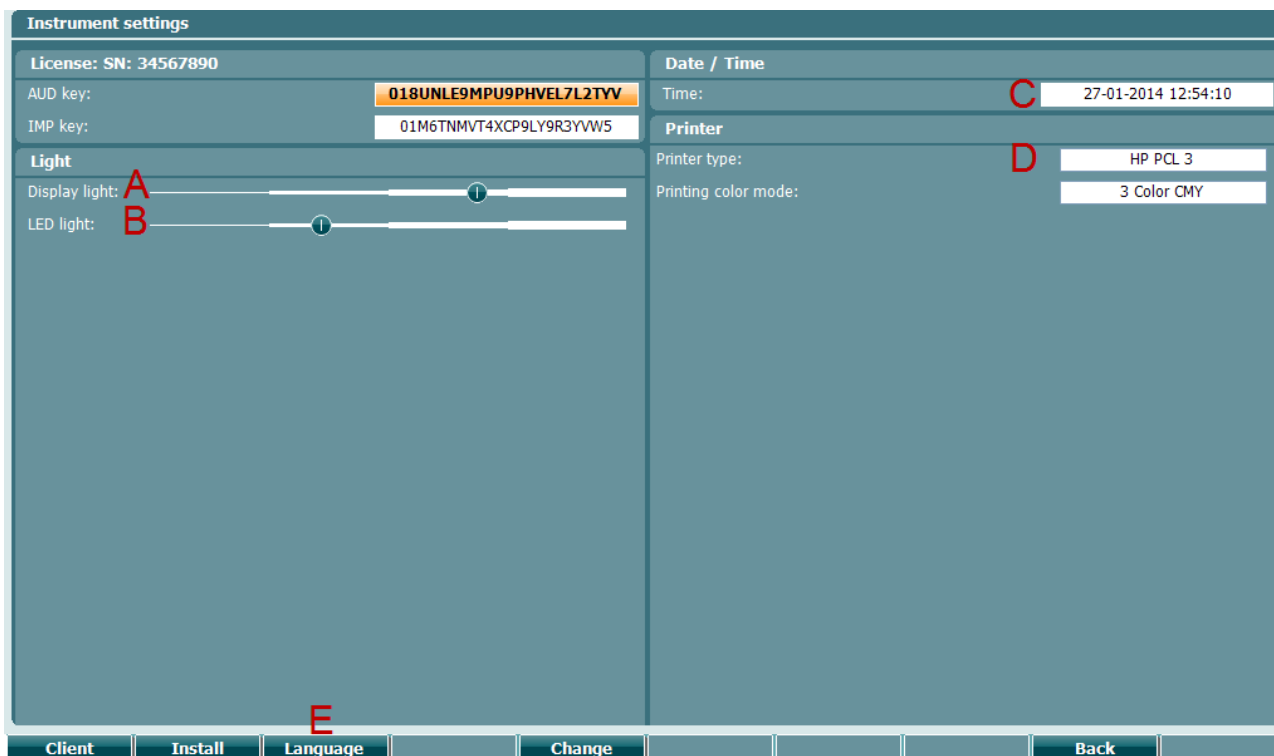 Instrument settings
License: SN: 34567890
AUD key: 018UNLE9MPU9PHVEL7L2TYV
IMP key: 01M6TNMVT4XCP9LY9R3YVW5
Light
Display light: A
LED light: B
Date / Time
Time: C 27-01-2014 12:54:10
Printer
Printer type: D HP PCL 3
Printing color mode: 3 Color CMY
E
Client Install Language Change Back